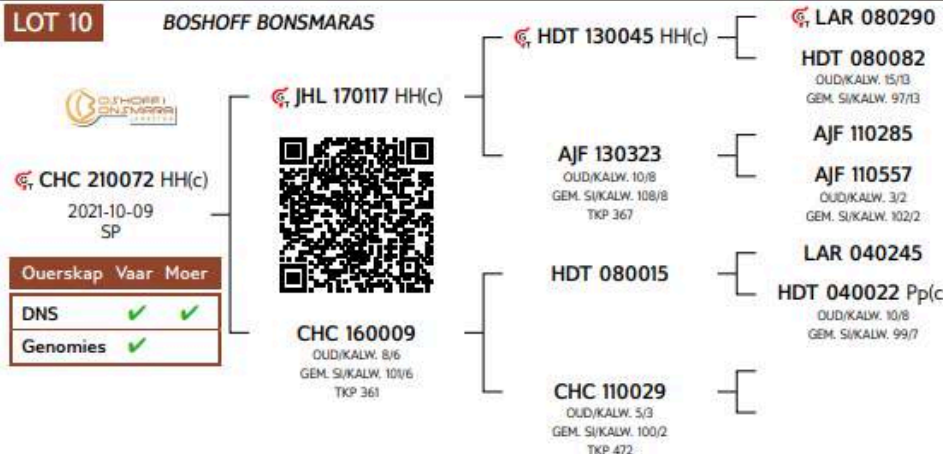 LOT 10
BOSHOFF BONSMARAS
CHC 210072 HH(c)
2021-10-09
SP
Ouerskap Vaar Moer
DNS
Genomies
JHL 170117 HH(c)
CHC 160009
OUD/KALW. 8/6
GEM. SI/KALW. 101/6
TKP 361
HDT 130045 HH(c)
AJF 130323
OUD/KALW. 10/8
GEM. SI/KALW. 108/8
TKP 367
HDT 080015
CHC 110029
OUD/KALW. 5/3
GEM. SI/KALW. 100/2
TKP 472
LAR 080290
HDT 080082
OUD/KALW. 15/13
GEM. SI/KALW. 97/13
AJF 110285
AJF 110557
OUD/KALW. 3/2
GEM. SI/KALW. 102/2
LAR 040245
HDT 040022 Pp(c
OUD/KALW. 10/8
GEM. SI/KALW. 99/7